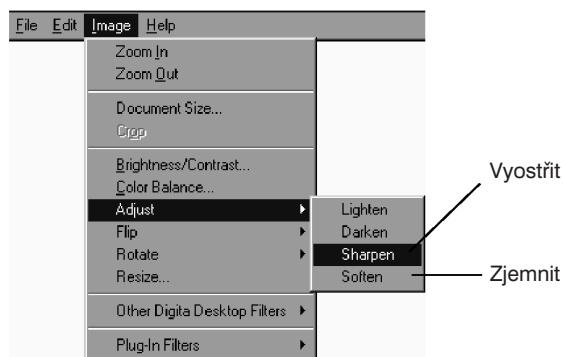 File Edit Image Help
Zoom In
Zoom Out
Document Size...
Crop
Brightness/Contrast...
Color Balance...
Adjust
Flip
Rotate
Resize...
Other Digita Desktop Filters
Plug-In Filters
Lighten
Darken
Sharpen
Soften
Vyostřit
Zjemnit